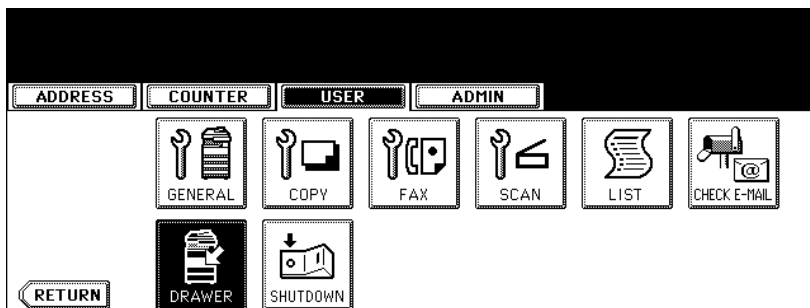 ADDRESS COUNTER USER ADMIN
GENERAL COPY FAX SCAN LIST CHECK E-MAIL
RETURN DRAWER SHUTDOWN